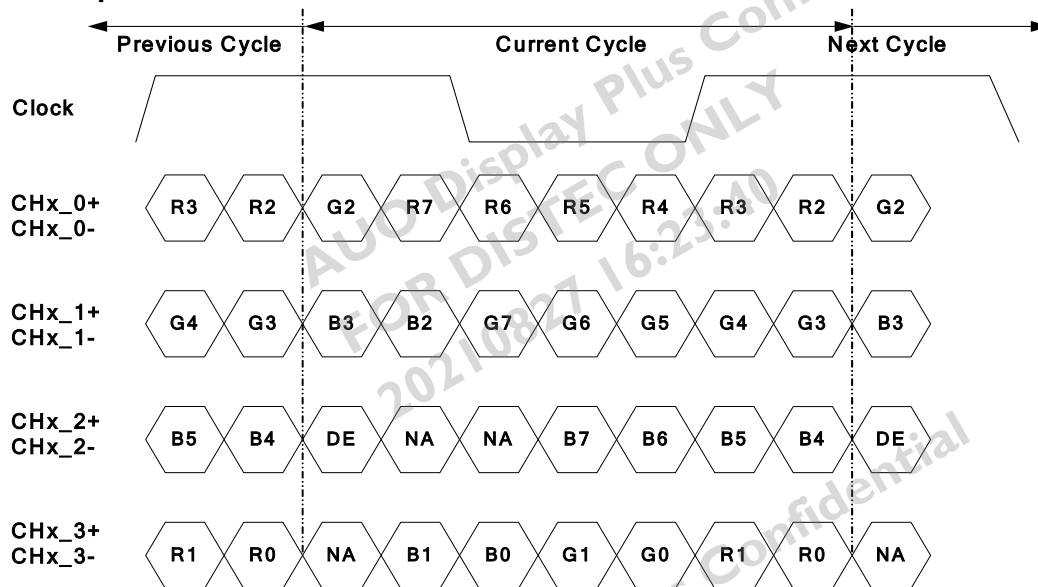 Previous Cycle Current Cycle Next Cycle
Clock
CHx_0+
CHx_0-
R3 R2 G2 R7 R6 R5 R4 R3 R2 G2
CHx_1+
CHx_1-
G4 G3 B3 B2 G7 G6 G5 G4 G3 B3
CHx_2+
CHx_2-
B5 B4 DE NA NA B7 B6 B5 B4 DE
CHx_3+
CHx_3-
R1 R0 NA B1 B0 G1 G0 R1 R0 NA
AUO Display Plus Conf
FOR DISTEC ONLY
20210827 16:23:40
s Confidential